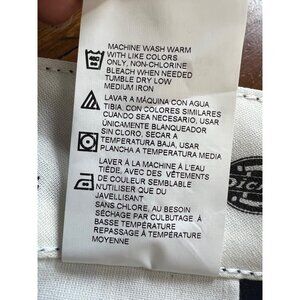 MACHINE WASH WARM
WITH LIKE COLORS
ONLY, NON-CHLORINE
BLEACH WHEN NEEDED
TUMBLE DRY LOW
MEDIUM IRON
LAVAR A MÁQUINA CON AGUA
TIBIA, CON COLORES SIMILARES
CUANDO SEA NECESARIO, USAR
ÚNICAMENTE BLANQUEADOR
SIN CLORO, SECAR A
TEMPERATURA BAJA, USAR
PLANCHA A TEMPERATURA MEDIA
LAVER À LA MACHINE À L'EAU
TIÈDE, AVEC DES VÊTEMENTS
DE COULEUR SEMBLABLE
N'UTILISER QUE DU
JAVELLISANT
SANS CHLORE, AU BESOIN
SÉCHAGE PAR CULBUTAGE À
BASSE TEMPÉRATURE
REPASSAGE À TEMPÉRATURE
MOYENNE